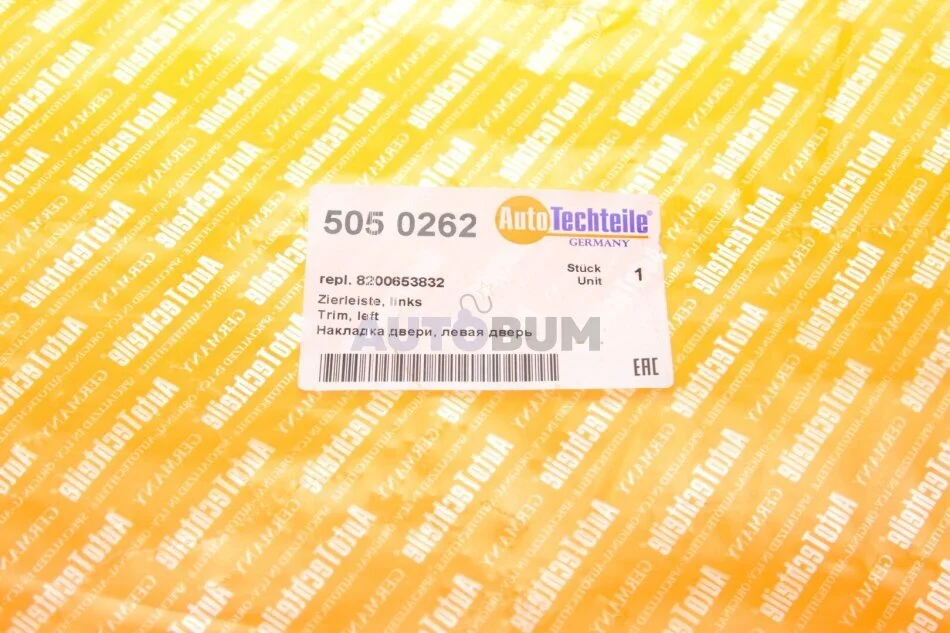 505 0262
AutoTechteile®
GERMANY
repl. 8200653832
Stück
Unit
1
Zierleiste, links
Trim, left
Накладка двери, левая дверь
AUTOBUM
EAC